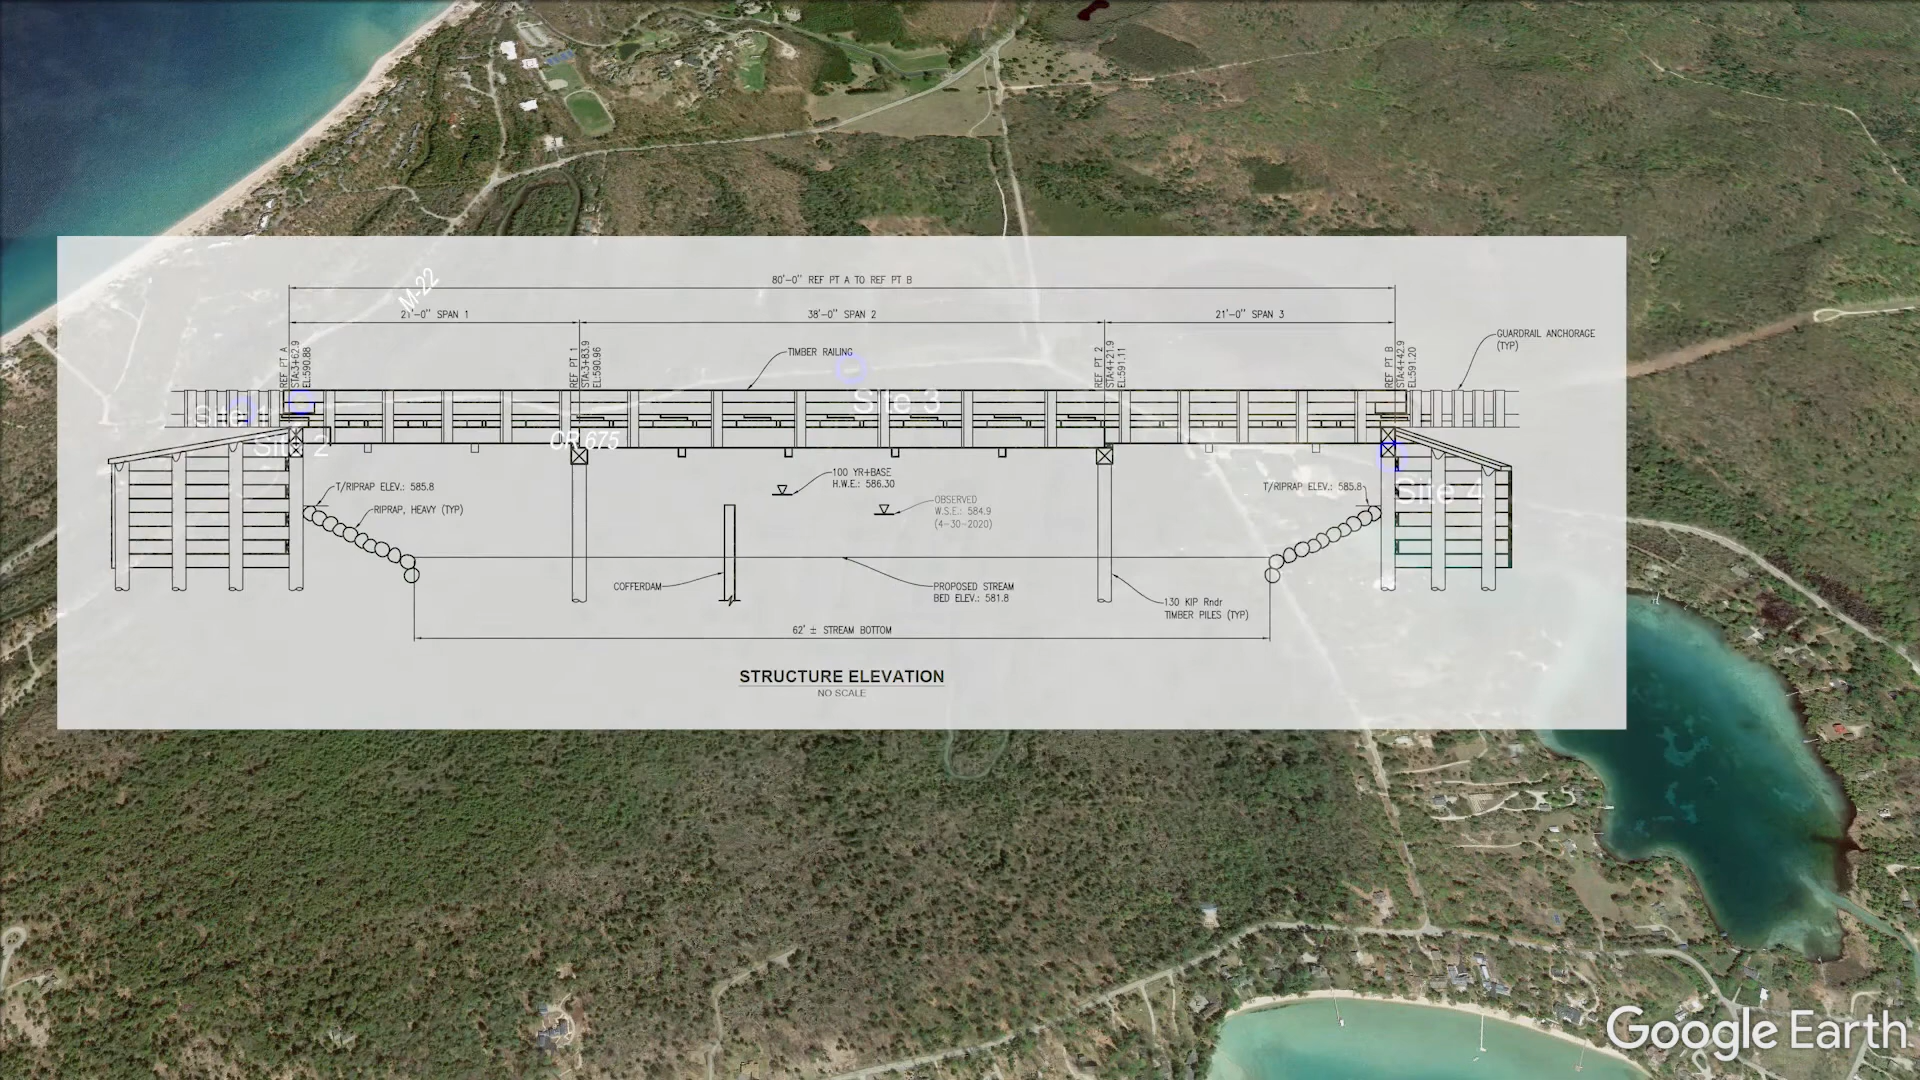 80'-0" REF PT A TO REF PT B
M-22
21'-0" SPAN 1
38'-0" SPAN 2
21'-0" SPAN 3
GUARDRAIL ANCHORAGE
(TYP)
TIMBER RAILING
REF PT A
STA:3+62.9
EL:590.88
REF PT 1
STA:3+83.9
EL:590.96
REF PT 2
STA:4+21.9
EL:591.11
REF PT B
STA:4+42.9
EL:591.20
Site 1
Site 2
Site 3
CR 675
Site 4
100 YR+BASE
H.W.E.: 586.30
T/RIPRAP ELEV.: 585.8
T/RIPRAP ELEV.: 585.8
OBSERVED
W.S.E.: 584.9
(4-30-2020)
RIPRAP, HEAVY (TYP)
COFFERDAM
PROPOSED STREAM
BED ELEV.: 581.8
130 KIP Rndr
TIMBER PILES (TYP)
62' ± STREAM BOTTOM
STRUCTURE ELEVATION
NO SCALE
Google Earth